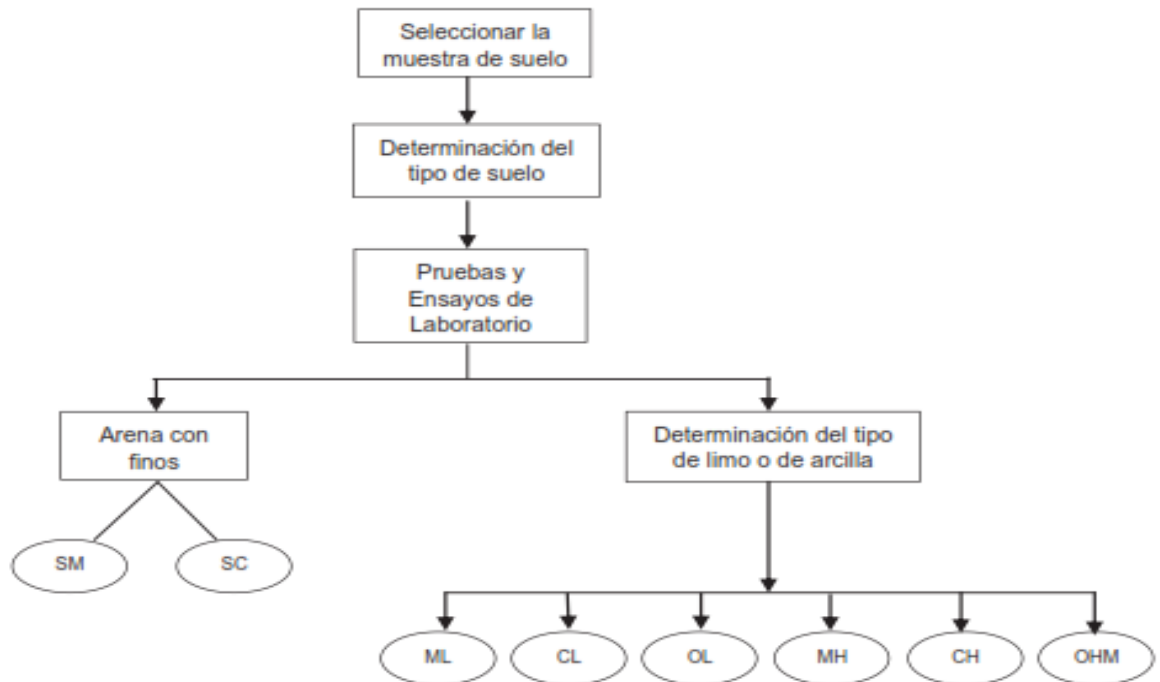 Seleccionar la
muestra de suelo
Determinación del
tipo de suelo
Pruebas y
Ensayos de
Laboratorio
Arena con
finos
Determinación del tipo
de limo o de arcilla
SM
SC
ML
CL
OL
MH
CH
OHM